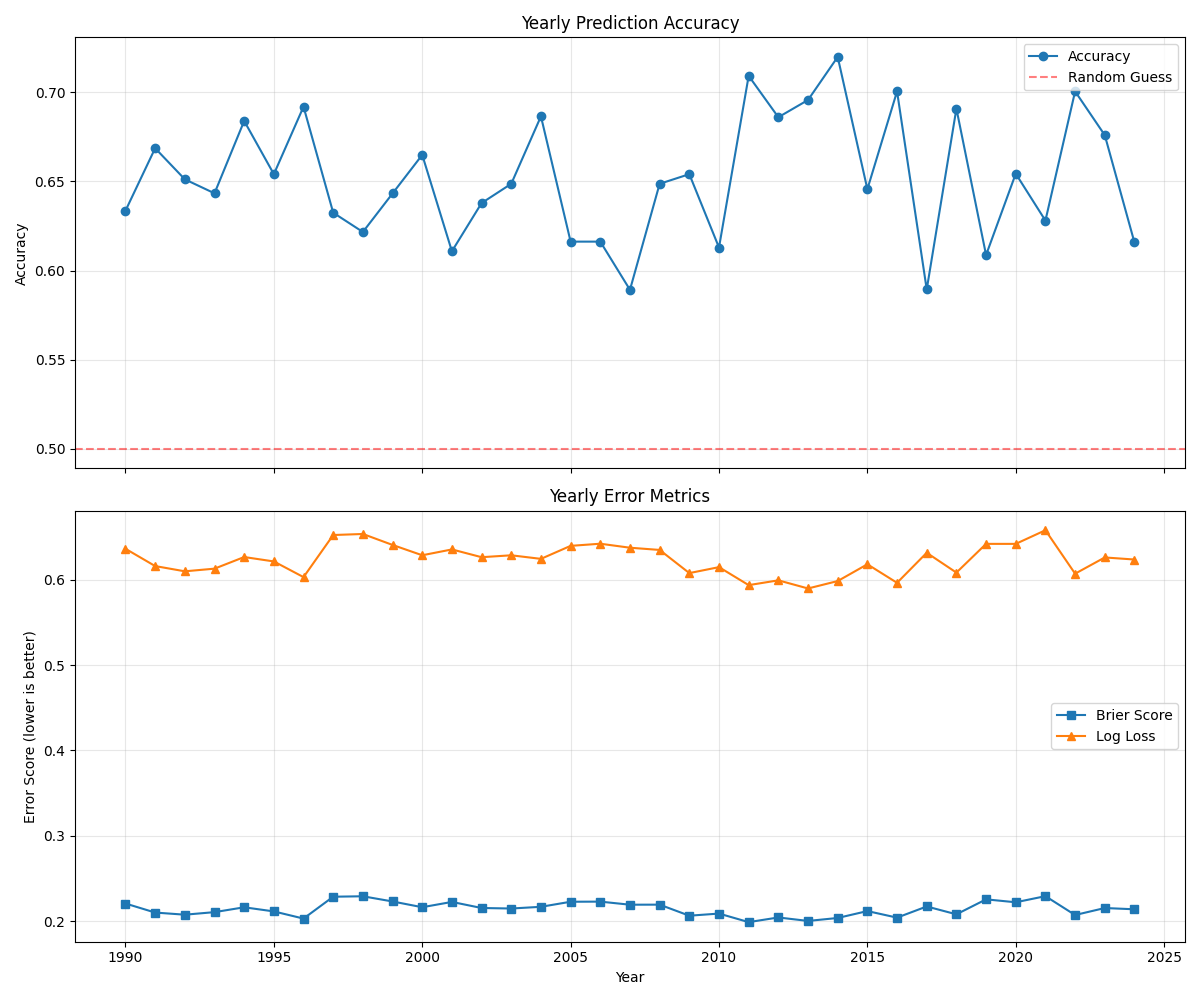 Yearly Prediction Accuracy
Accuracy
Random Guess
0.70
0.65
0.60
0.55
0.50
Accuracy
Yearly Error Metrics
0.6
0.5
0.4
0.3
0.2
Error Score (lower is better)
Brier Score
Log Loss
1990 1995 2000 2005 2010 2015 2020 2025
Year